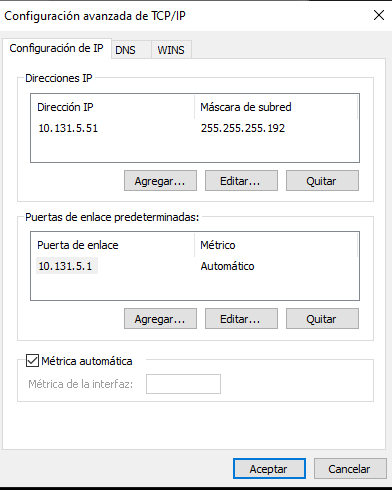 Configuración avanzada de TCP/IP
Configuración de IP DNS WINS
Direcciones IP
Dirección IP Máscara de subred
10.131.5.51 255.255.255.192
Agregar... Editar... Quitar
Puertas de enlace predeterminadas:
Puerta de enlace Métrico
10.131.5.1 Automático
Agregar... Editar... Quitar
Métrica automática
Métrica de la interfaz:
Aceptar Cancelar